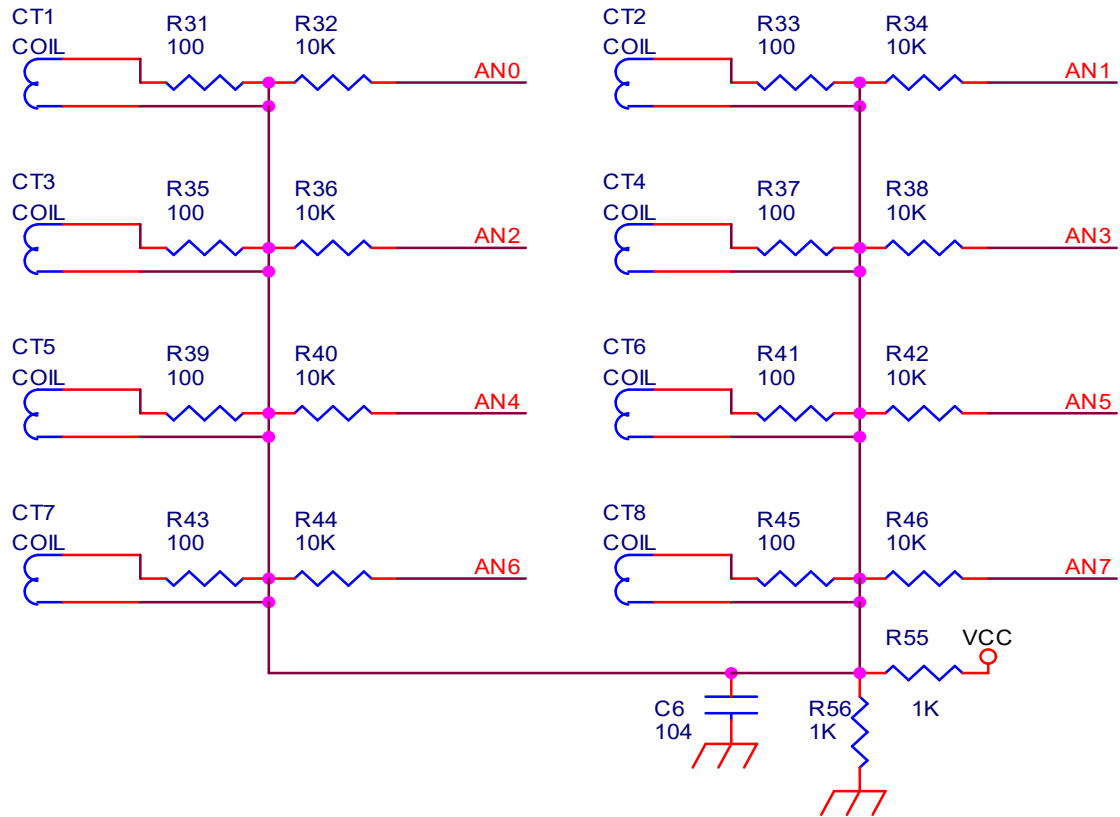 CT1 R31 R32 CT2 R33 R34
COIL 100 10K COIL 100 10K
AN0 AN1
CT3 R35 R36 CT4 R37 R38
COIL 100 10K COIL 100 10K
AN2 AN3
CT5 R39 R40 CT6 R41 R42
COIL 100 10K COIL 100 10K
AN4 AN5
CT7 R43 R44 CT8 R45 R46
COIL 100 10K COIL 100 10K
AN6 AN7
R55 VCC
C6 R56 1K
104 1K